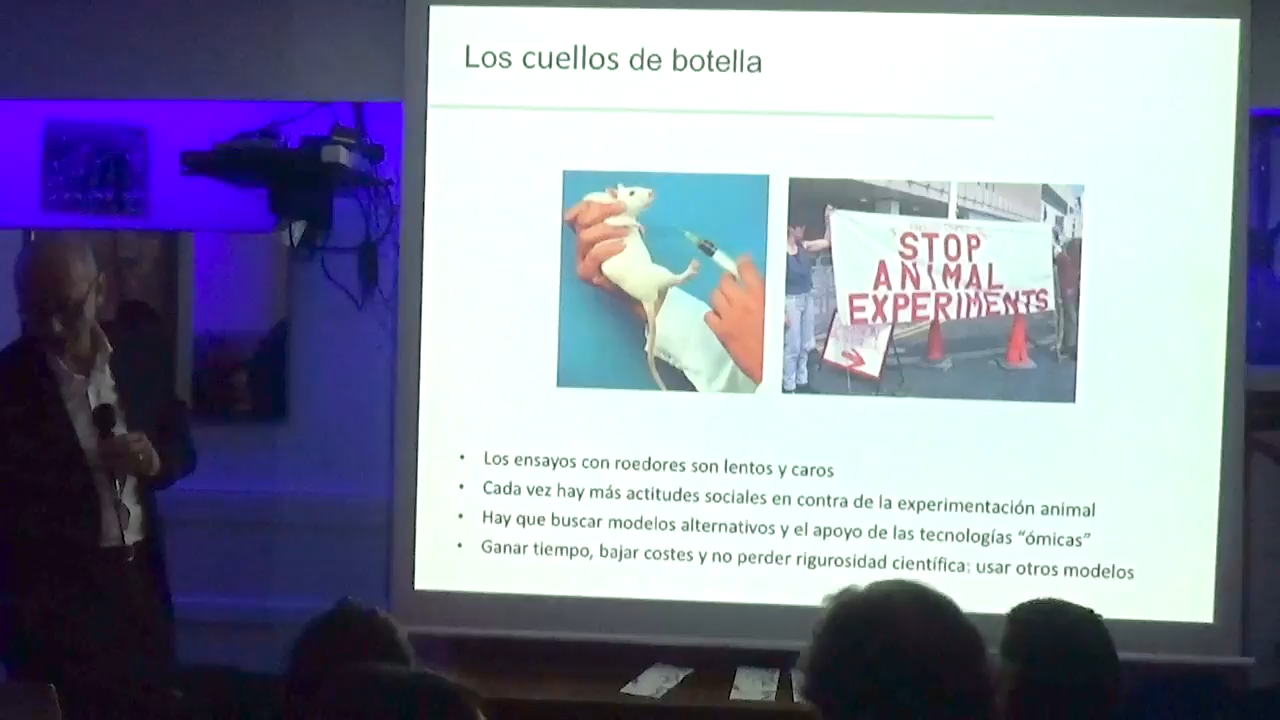 Los cuellos de botella
STOP
ANIMAL
EXPERIMENTS
• Los ensayos con roedores son lentos y caros
• Cada vez hay más actitudes sociales en contra de la experimentación animal
• Hay que buscar modelos alternativos y el apoyo de las tecnologías “ómicas”
• Ganar tiempo, bajar costes y no perder rigurosidad científica: usar otros modelos